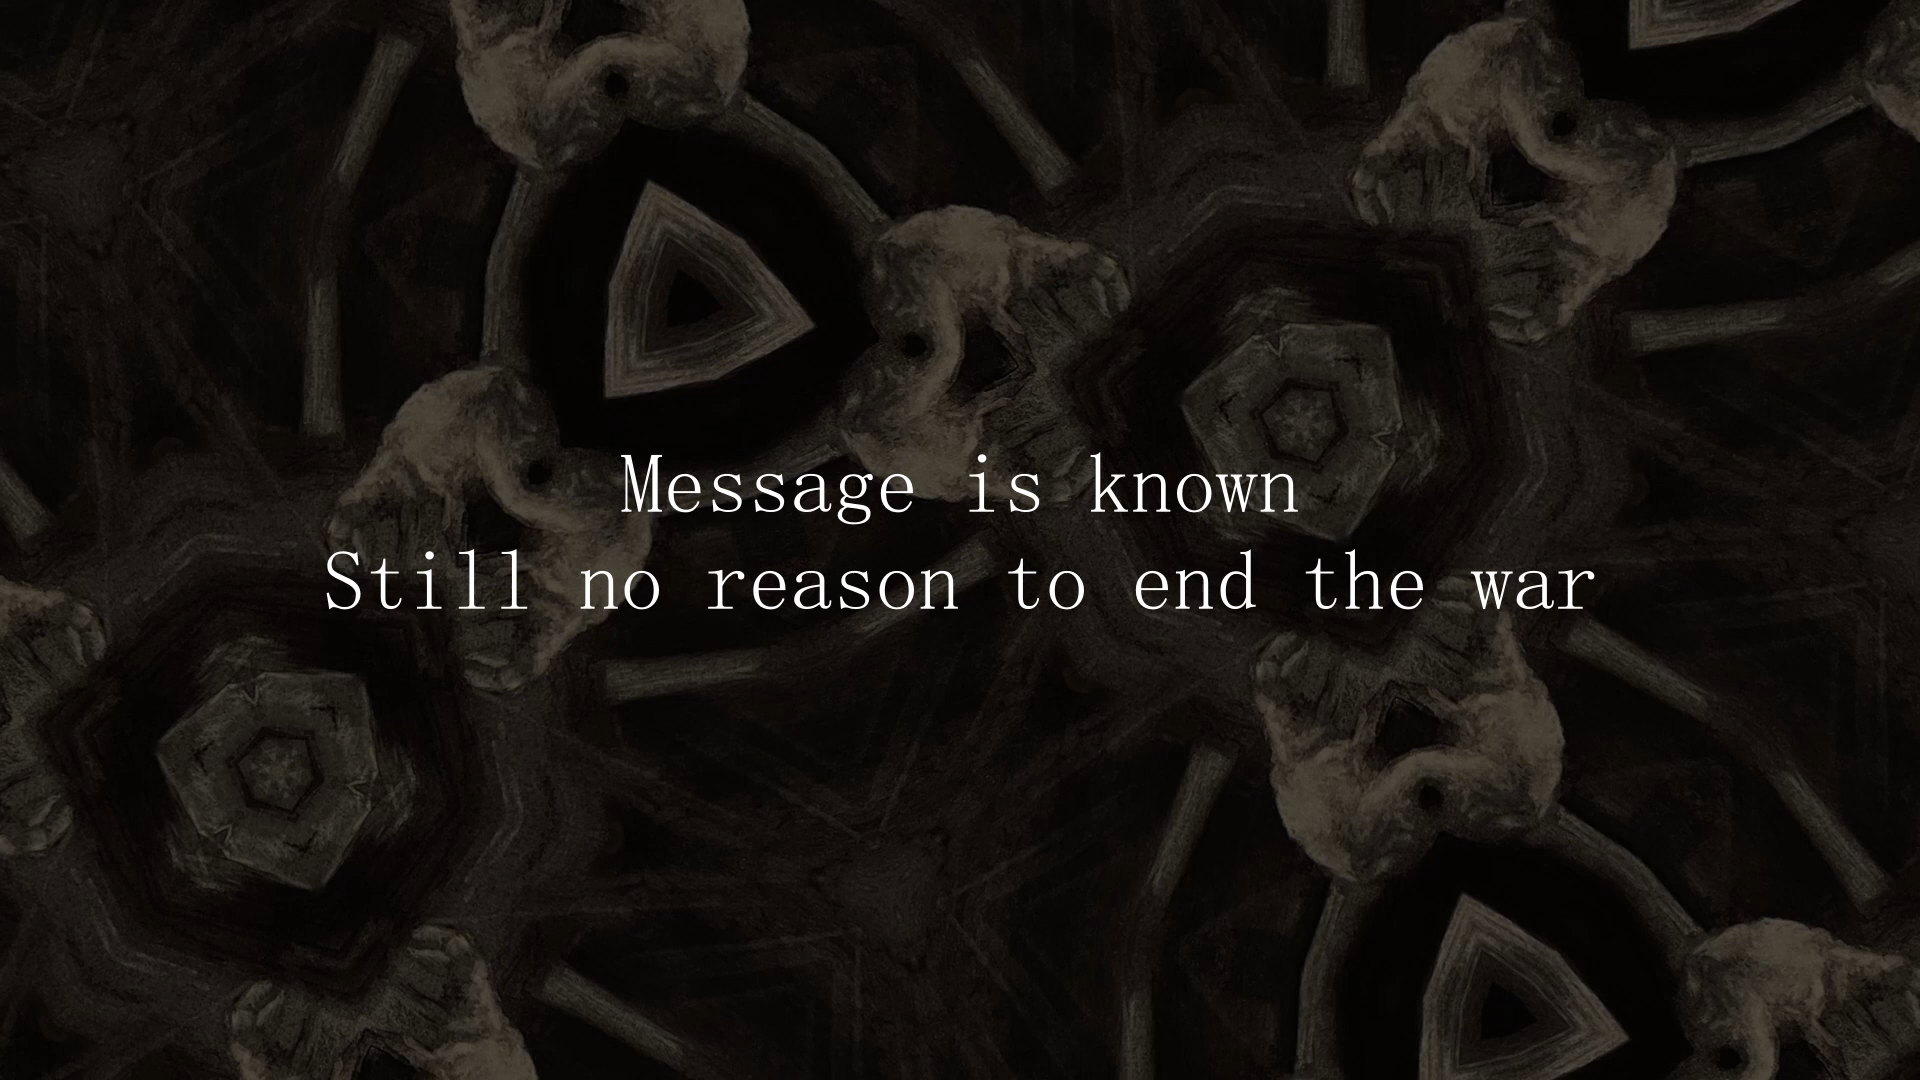 Message is known
Still no reason to end the war